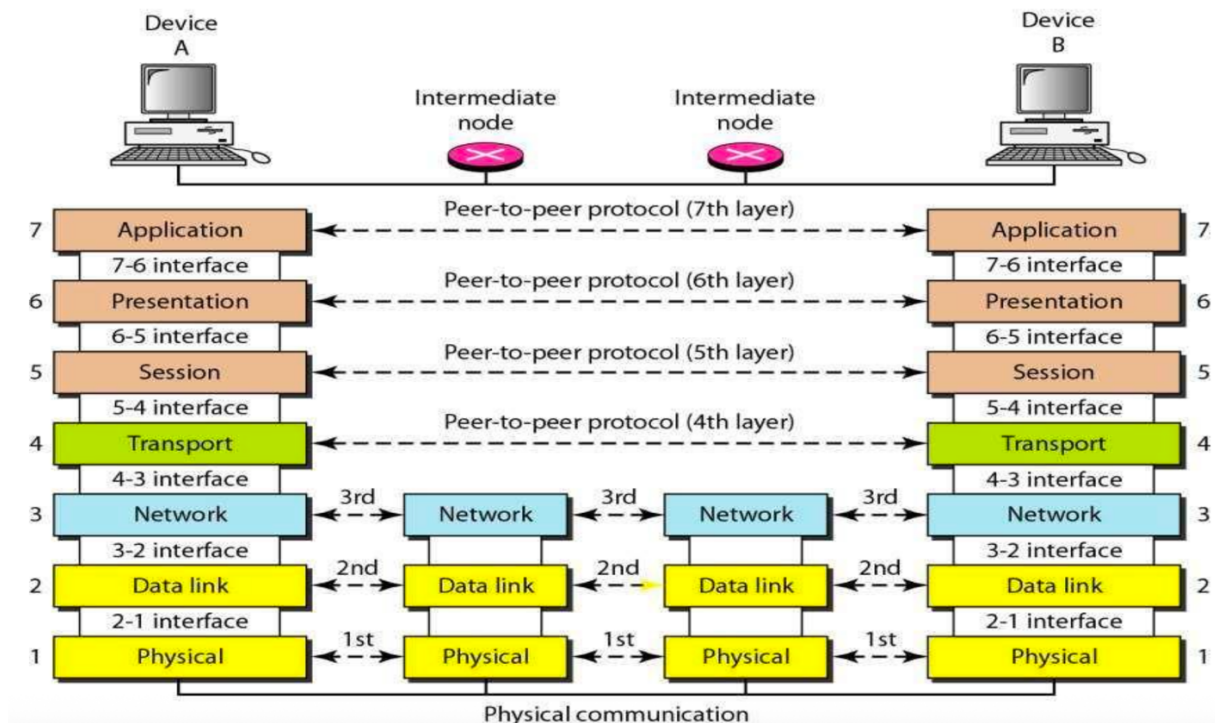 Device
A
Device
B
Intermediate
node
Intermediate
node
7 Application Peer-to-peer protocol (7th layer) Application 7
7-6 interface 7-6 interface
6 Presentation Peer-to-peer protocol (6th layer) Presentation 6
6-5 interface 6-5 interface
5 Session Peer-to-peer protocol (5th layer) Session 5
5-4 interface 5-4 interface
4 Transport Peer-to-peer protocol (4th layer) Transport 4
4-3 interface 4-3 interface
3 Network 3rd Network 3rd Network 3rd Network 3
3-2 interface 3-2 interface
2 Data link 2nd Data link 2nd Data link 2nd Data link 2
2-1 interface 2-1 interface
1 Physical 1st Physical 1st Physical 1st Physical 1
Physical communication